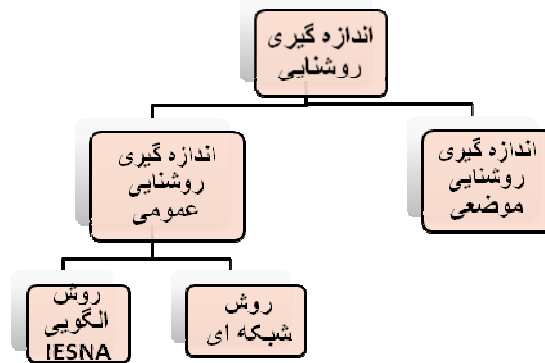 اندازه گیری
روشنایی
اندازه گیری
روشنایی
موضعی
اندازه گیری
روشنایی
عمومی
روش
شبکه ای
روش
الگویی
IESNA